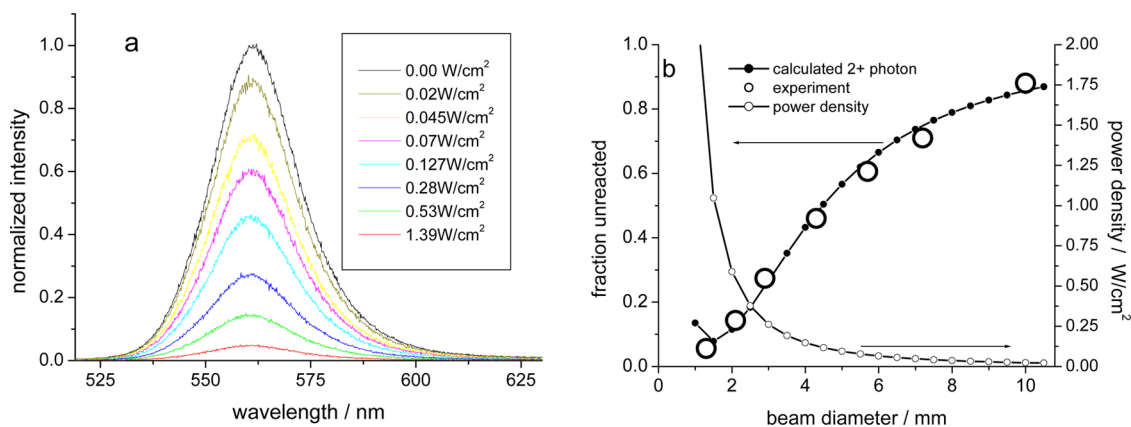 a
1.0
0.8
0.6
0.4
0.2
0.0
normalized intensity
0.00 W/cm²
0.02W/cm²
0.045W/cm²
0.07W/cm²
0.127W/cm²
0.28W/cm²
0.53W/cm²
1.39W/cm²
525
550
575
600
625
wavelength / nm
b
1.0
0.8
0.6
0.4
0.2
0.0
fraction unreacted
calculated 2+ photon
experiment
power density
2.00
1.75
1.50
1.25
1.00
0.75
0.50
0.25
0.00
power density / W/cm²
0
2
4
6
8
10
beam diameter / mm